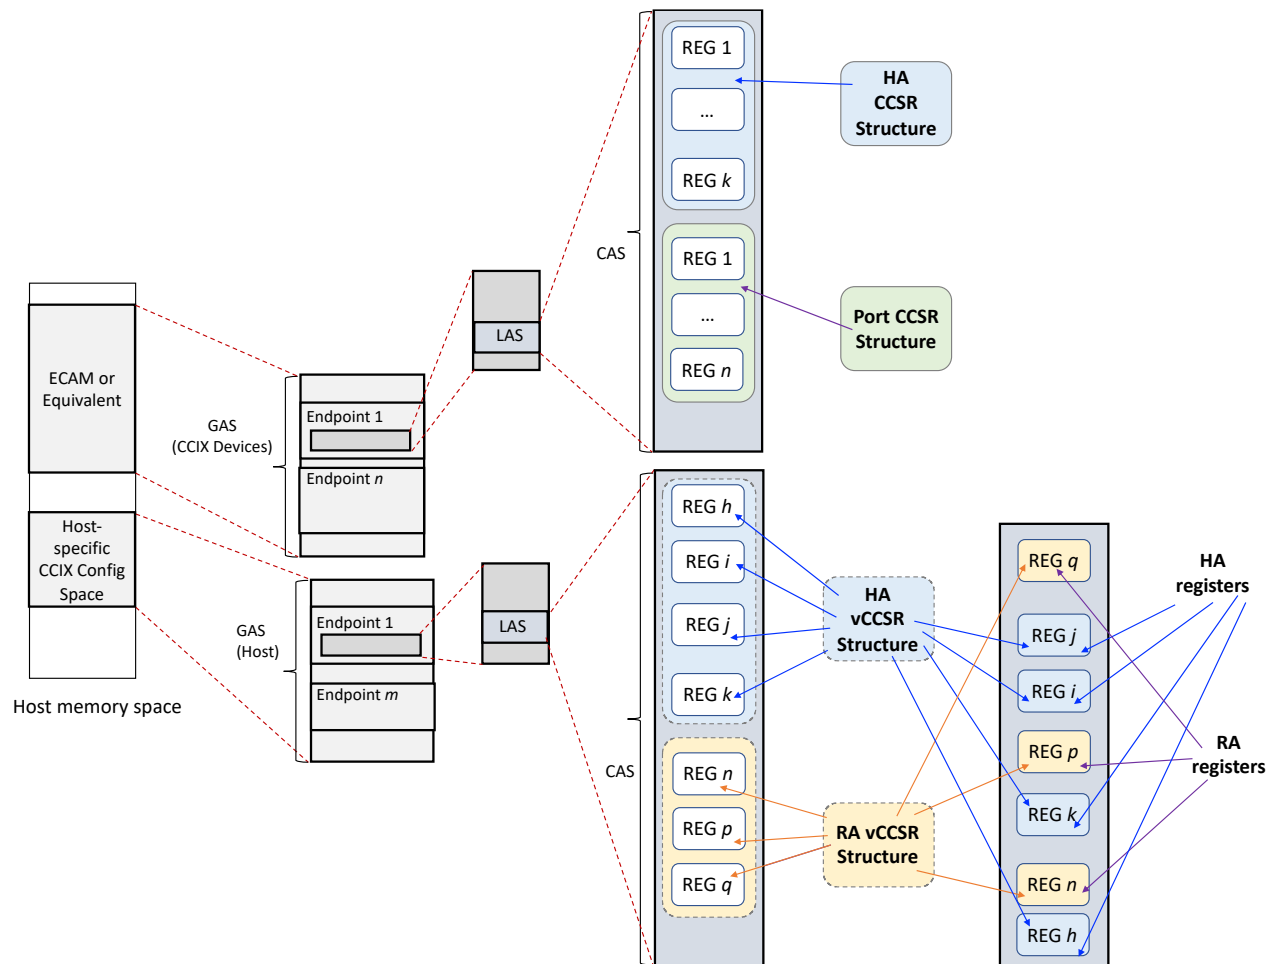 REG 1
...
REG k
HA
CCSR
Structure
CAS
REG 1
...
REG n
Port CCSR
Structure
LAS
ECAM or
Equivalent
GAS
(CCIX Devices)
Endpoint 1
Endpoint n
Host-
specific
CCIX Config
Space
Host memory space
GAS
(Host)
Endpoint 1
Endpoint m
LAS
CAS
REG h
REG i
REG j
REG k
REG n
REG p
REG q
HA
vCCSR
Structure
RA vCCSR
Structure
REG q
REG j
REG i
REG p
REG k
REG n
REG h
HA
registers
RA
registers